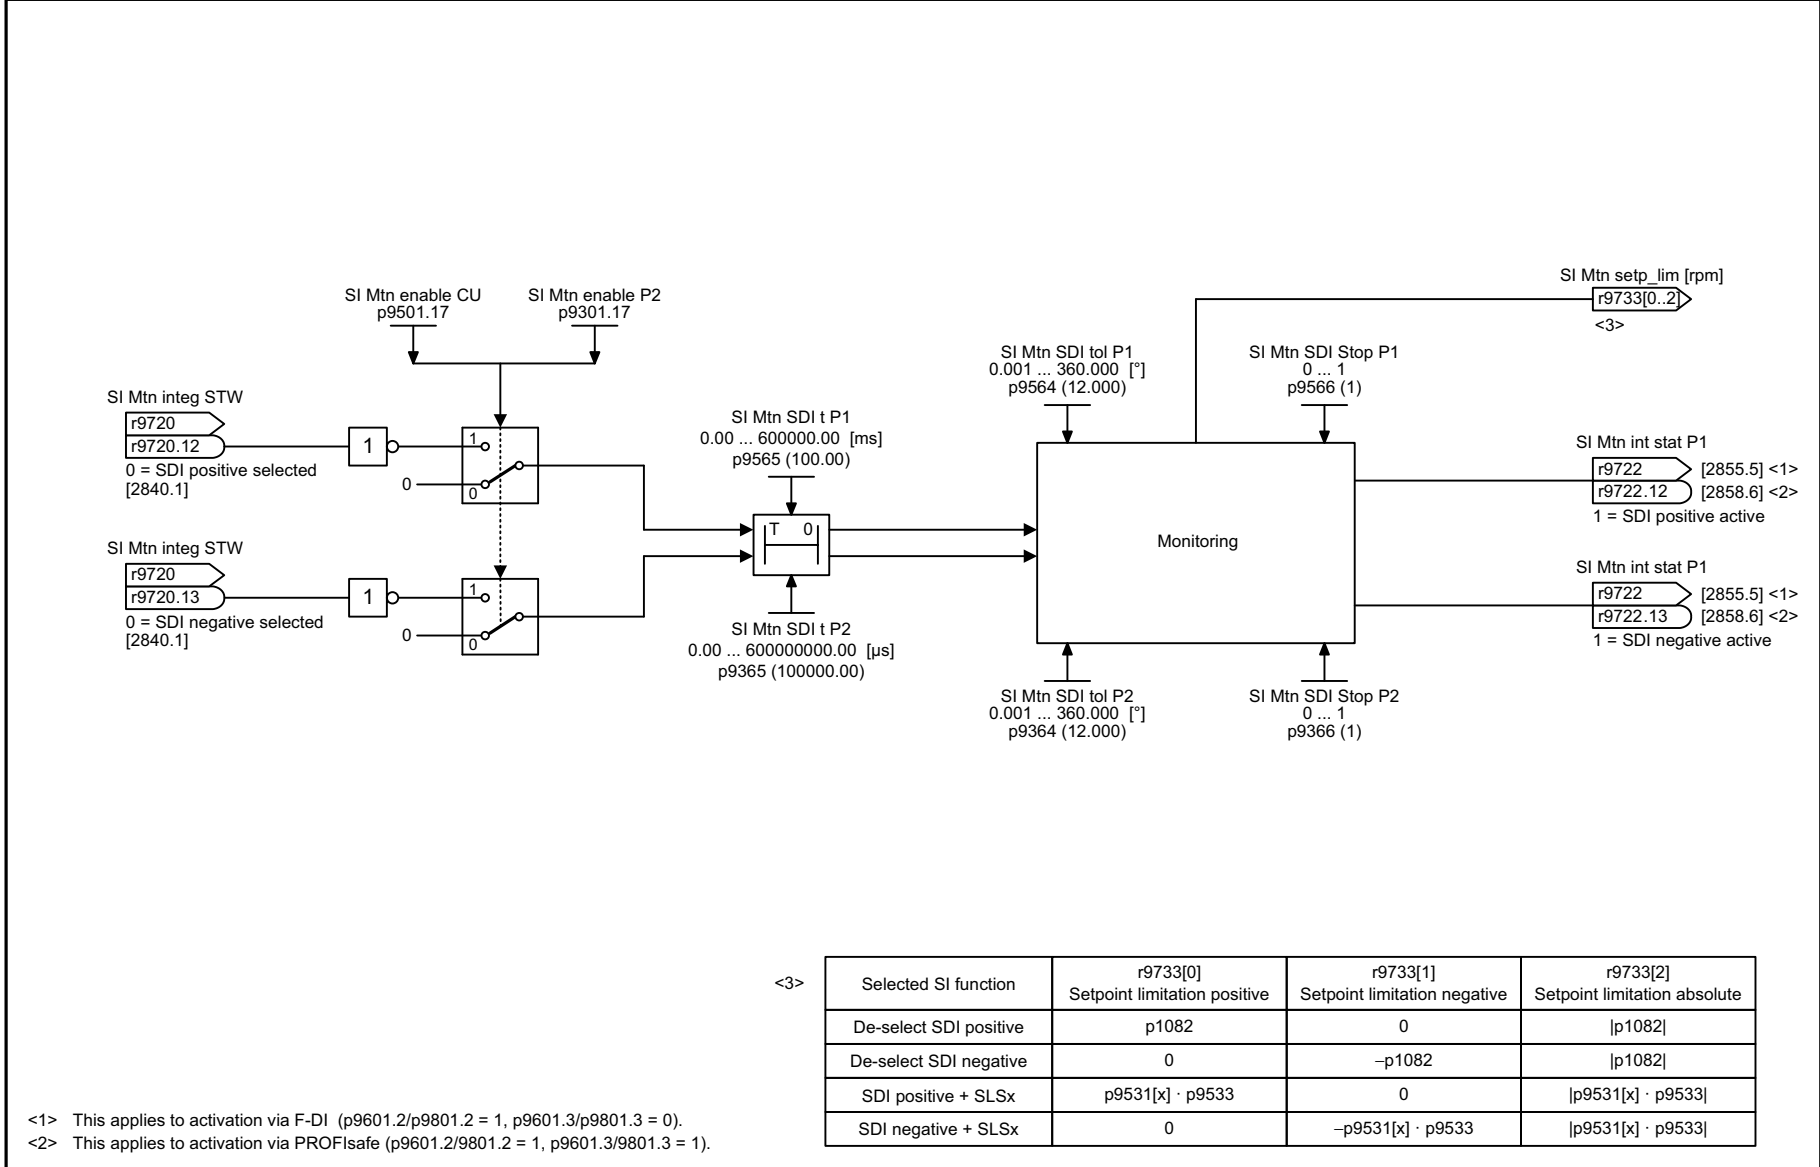 SI Mtn setp_lim [rpm]
r9733[0..2]
<3>
SI Mtn enable CU
p9501.17
SI Mtn enable P2
p9301.17
SI Mtn integ STW
r9720
r9720.12
0 = SDI positive selected
[2840.1]
1
1
0
0
SI Mtn integ STW
r9720
r9720.13
0 = SDI negative selected
[2840.1]
1
1
0
0
SI Mtn SDI t P1
0.00 ... 600000.00 [ms]
p9565 (100.00)
T 0
SI Mtn SDI t P2
0.00 ... 600000000.00 [µs]
p9365 (100000.00)
SI Mtn SDI tol P1
0.001 ... 360.000 [°]
p9564 (12.000)
SI Mtn SDI Stop P1
0 ... 1
p9566 (1)
Monitoring
SI Mtn SDI tol P2
0.001 ... 360.000 [°]
p9364 (12.000)
SI Mtn SDI Stop P2
0 ... 1
p9366 (1)
SI Mtn int stat P1
r9722 [2855.5] <1>
r9722.12 [2858.6] <2>
1 = SDI positive active
SI Mtn int stat P1
r9722 [2855.5] <1>
r9722.13 [2858.6] <2>
1 = SDI negative active
<3>
Selected SI function
r9733[0]
Setpoint limitation positive
r9733[1]
Setpoint limitation negative
r9733[2]
Setpoint limitation absolute
De-select SDI positive p1082 0 |p1082|
De-select SDI negative 0 –p1082 |p1082|
SDI positive + SLSx p9531[x] · p9533 0 |p9531[x] · p9533|
SDI negative + SLSx 0 –p9531[x] · p9533 |p9531[x] · p9533|
<1> This applies to activation via F-DI (p9601.2/p9801.2 = 1, p9601.3/p9801.3 = 0).
<2> This applies to activation via PROFIsafe (p9601.2/9801.2 = 1, p9601.3/9801.3 = 1).